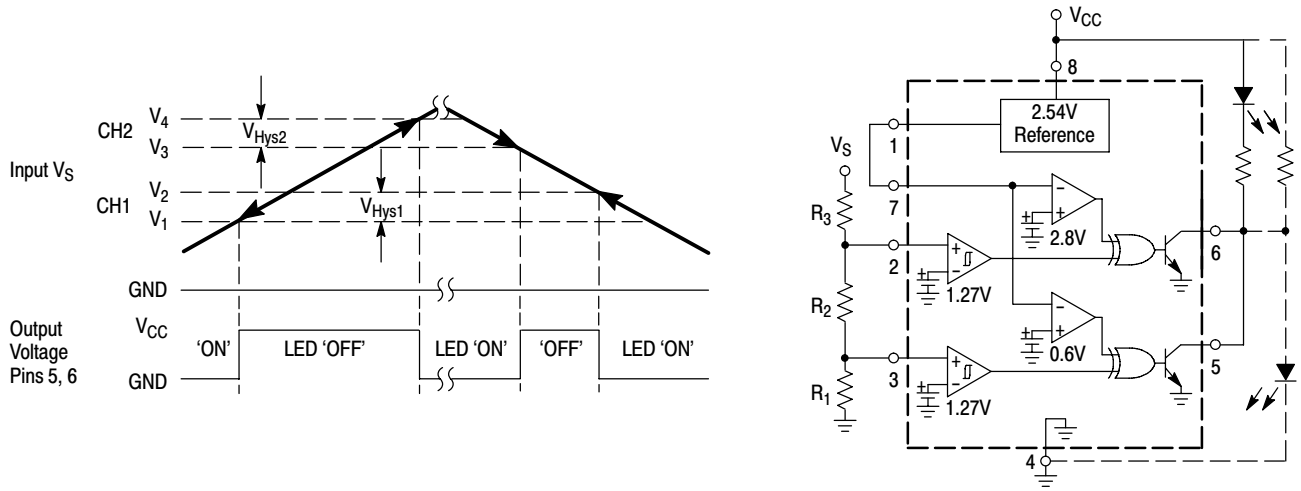 CH2
V4
V3
VHys2
Input VS
CH1
V2
V1
VHys1
GND
Output
Voltage
Pins 5, 6
VCC
GND
'ON'
LED 'OFF'
LED 'ON'
'OFF'
LED 'ON'
VCC
8
2.54V
Reference
1
VS
7
R3
2.8V
6
2
1.27V
R2
0.6V
5
3
1.27V
R1
4
+
-
+
-
+
-
+
-
+
+
+
+